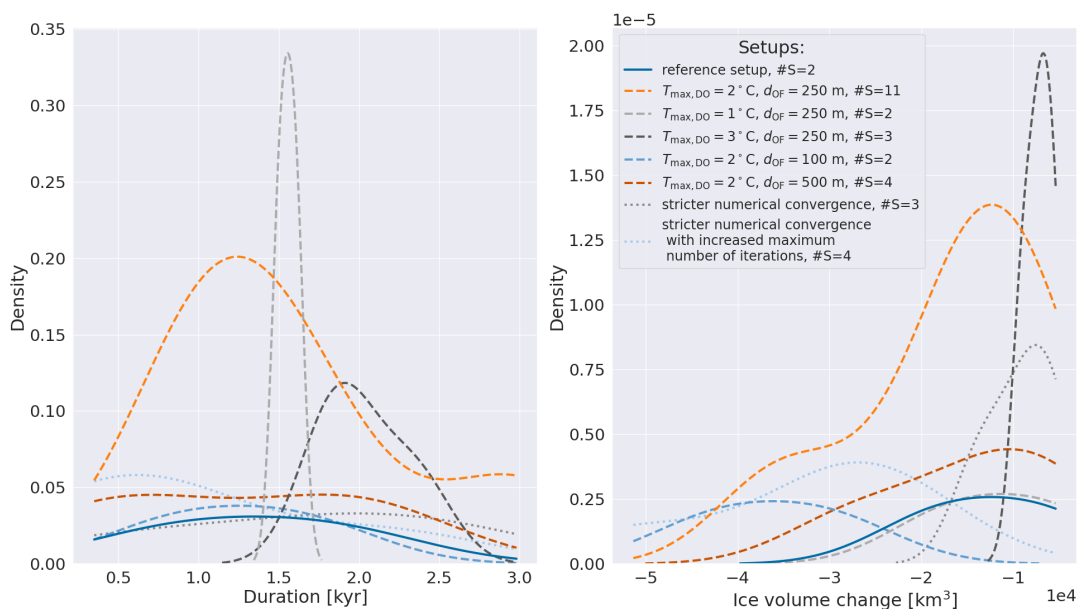 0.35
0.30
0.25
0.20
0.15
0.10
0.05
0.00
Density
0.5 1.0 1.5 2.0 2.5 3.0
Duration [kyr]
1e−5
2.00
1.75
1.50
1.25
1.00
0.75
0.50
0.25
0.00
Density
Setups:
reference setup, #S=2
T_max,DO = 2°C, d_OF = 250 m, #S=11
T_max,DO = 1°C, d_OF = 250 m, #S=2
T_max,DO = 3°C, d_OF = 250 m, #S=3
T_max,DO = 2°C, d_OF = 100 m, #S=2
T_max,DO = 2°C, d_OF = 500 m, #S=4
stricter numerical convergence, #S=3
stricter numerical convergence
with increased maximum
number of iterations, #S=4
−5 −4 −3 −2 −1
1e4
Ice volume change [km³]